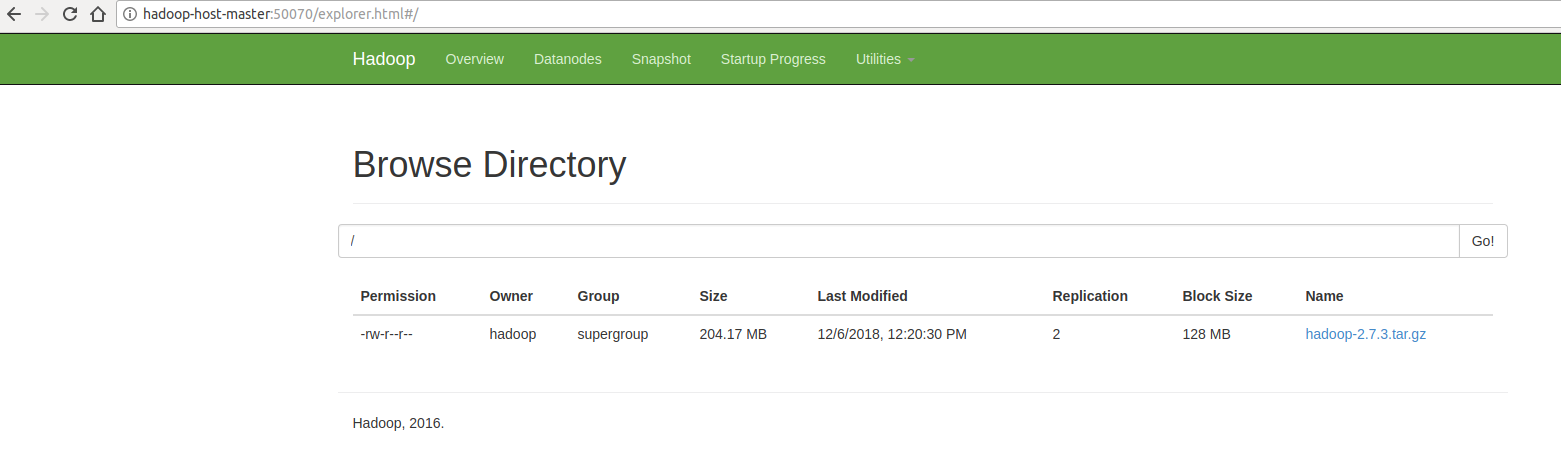 hadoop-host-master:50070/explorer.html#/
Hadoop Overview Datanodes Snapshot Startup Progress Utilities
Browse Directory
/ Go!
Permission Owner Group Size Last Modified Replication Block Size Name
-rw-r--r-- hadoop supergroup 204.17 MB 12/6/2018, 12:20:30 PM 2 128 MB hadoop-2.7.3.tar.gz
Hadoop, 2016.